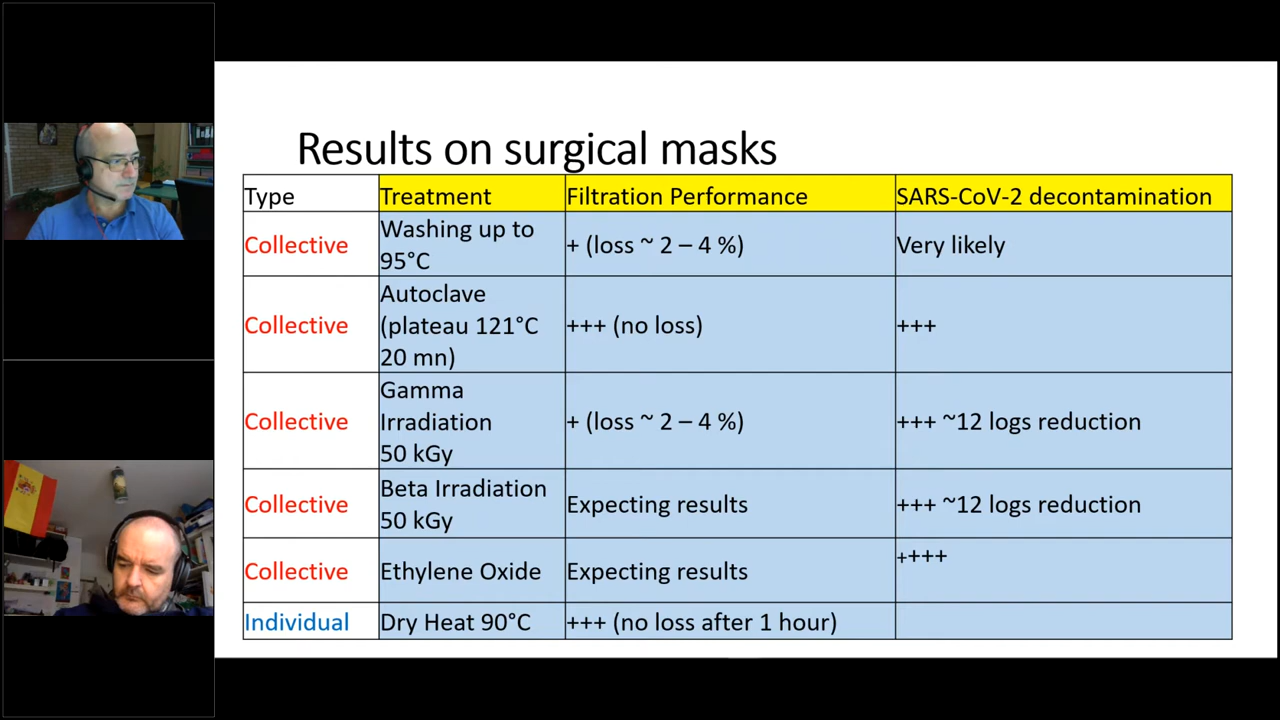 Results on surgical masks
Type Treatment Filtration Performance SARS-CoV-2 decontamination
Collective Washing up to
95°C + (loss ~ 2 – 4 %) Very likely
Collective Autoclave
(plateau 121°C
20 mn) +++ (no loss) +++
Collective Gamma
Irradiation
50 kGy + (loss ~ 2 – 4 %) +++ ~12 logs reduction
Collective Beta Irradiation
50 kGy Expecting results +++ ~12 logs reduction
Collective Ethylene Oxide Expecting results ++++
Individual Dry Heat 90°C +++ (no loss after 1 hour)